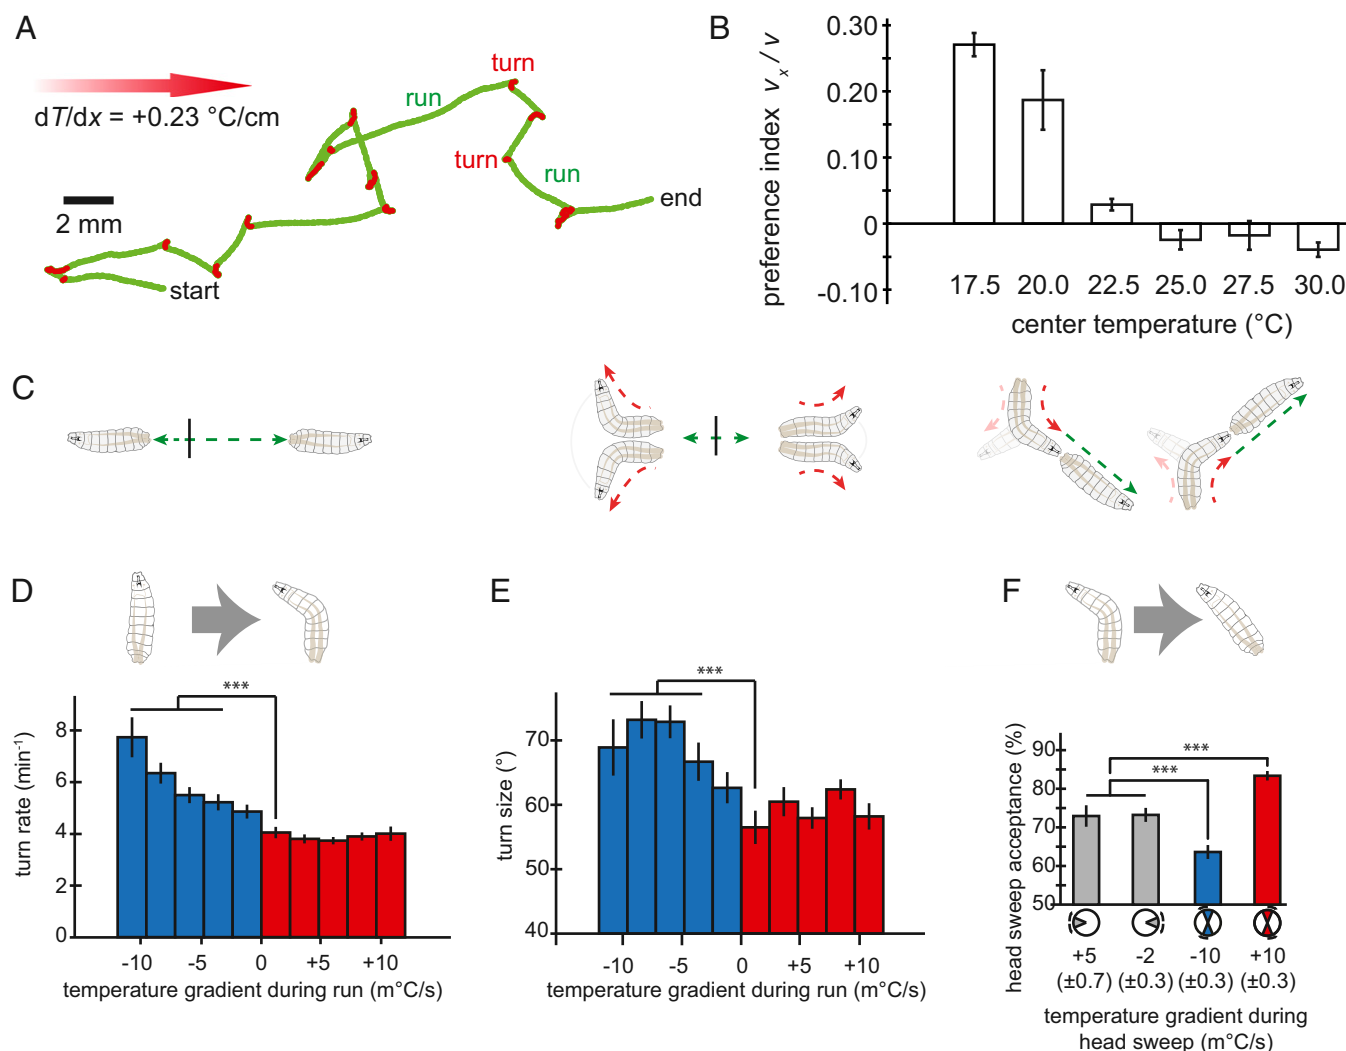 A
dT/dx = +0.23 °C/cm
2 mm
start
run
turn
turn
run
end
B
preference index v_x / v
0.30
0.20
0.10
0
-0.10
17.5 20.0 22.5 25.0 27.5 30.0
center temperature (°C)
C
D
***
turn rate (min⁻¹)
8
6
4
2
0
-10 -5 0 +5 +10
temperature gradient during run (m°C/s)
E
***
turn size (°)
70
60
50
40
-10 -5 0 +5 +10
temperature gradient during run (m°C/s)
F
***
***
head sweep acceptance (%)
90
80
70
60
50
+5 -2 -10 +10
(±0.7) (±0.3) (±0.3) (±0.3)
temperature gradient during
head sweep (m°C/s)